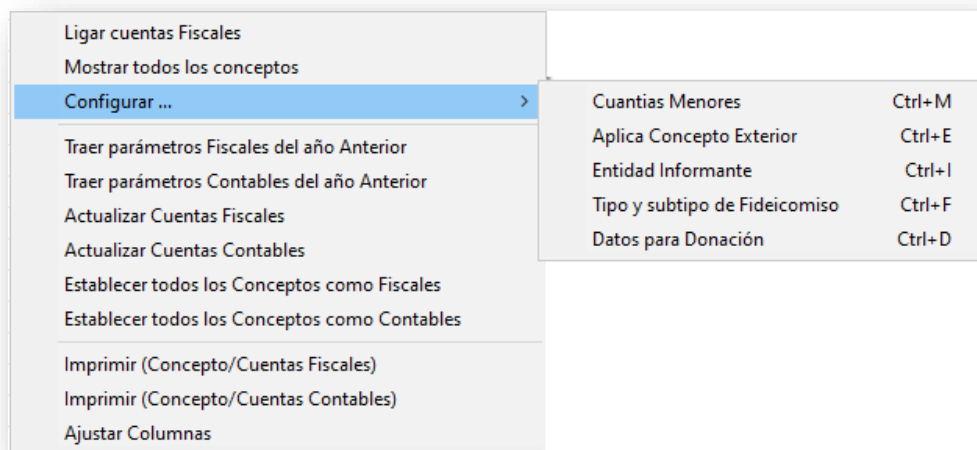 Ligar cuentas Fiscales
Mostrar todos los conceptos
Configurar ... >
Traer parámetros Fiscales del año Anterior
Traer parámetros Contables del año Anterior
Actualizar Cuentas Fiscales
Actualizar Cuentas Contables
Establecer todos los Conceptos como Fiscales
Establecer todos los Conceptos como Contables
Imprimir (Concepto/Cuentas Fiscales)
Imprimir (Concepto/Cuentas Contables)
Ajustar Columnas
Cuantias Menores Ctrl+M
Aplica Concepto Exterior Ctrl+E
Entidad Informante Ctrl+I
Tipo y subtipo de Fideicomiso Ctrl+F
Datos para Donación Ctrl+D